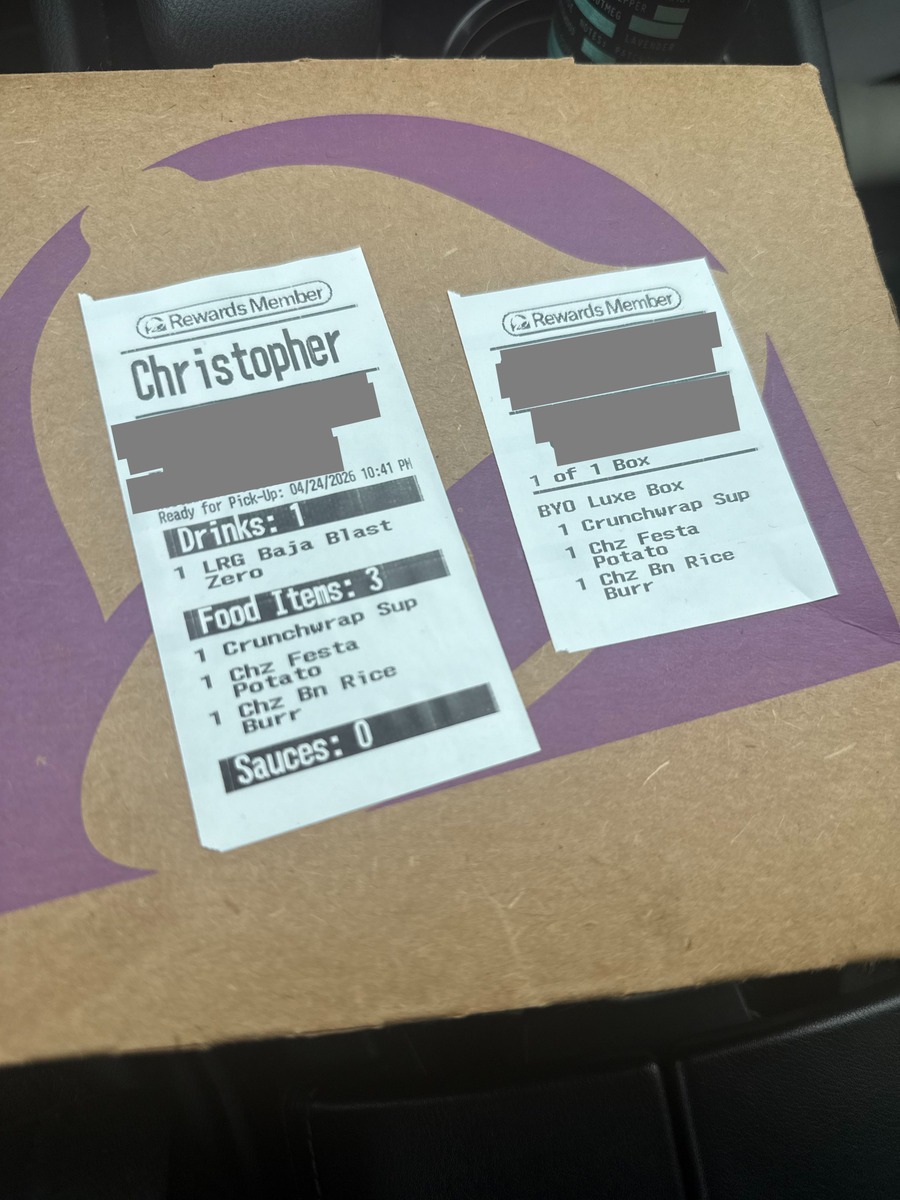 Rewards Member
Christopher
Ready for Pick-Up: 04/24/2026 10:41 PM
Drinks: 1
1 LRG Baja Blast
Zero
Food Items: 3
1 Crunchwrap Sup
1 Chz Festa
Potato
1 Chz Bn Rice
Burr
Sauces: 0
Rewards Member
1 of 1 Box
BYO Luxe Box
1 Crunchwrap Sup
1 Chz Festa
Potato
1 Chz Bn Rice
Burr
LAVENDER